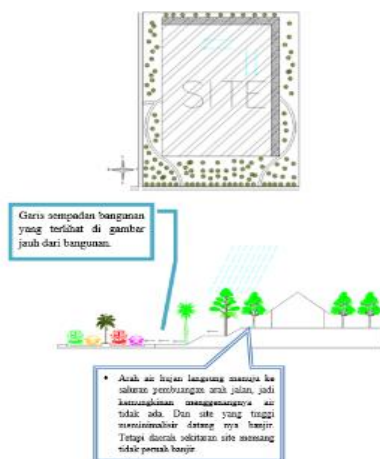 SITE
Garis sempadan bangunan
yang terlihat di gambar
jauh dari bangunan.
• Arah air hujan langsung menuju ke
saluran pembuangan arah jalan, jadi
kemungkinan menggenangnya air
tidak ada. Dan site yang tinggi
meminimalisir datang nya banjir.
Tetapi daerah sekitaran site memang
tidak pernah banjir.